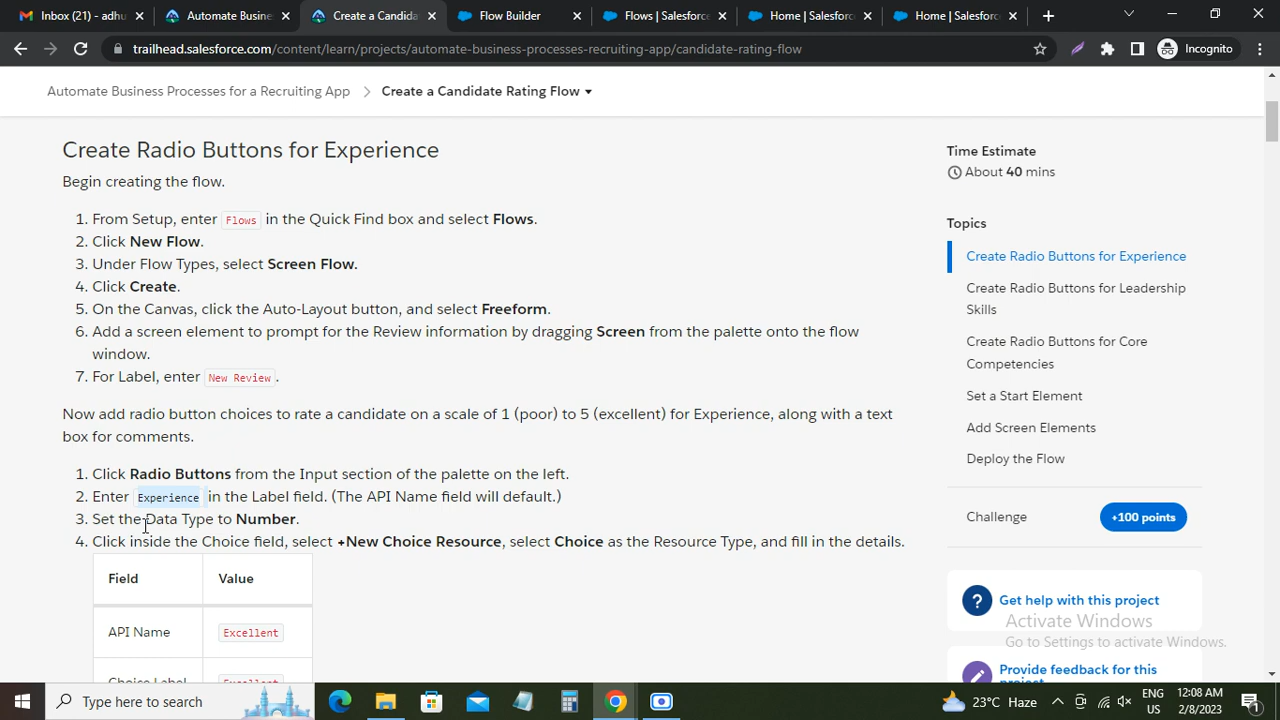 Inbox (21) - adhu
Automate Busine
Create a Candida
Flow Builder
Flows | Salesforce
Home | Salesforc
Home | Salesforc
trailhead.salesforce.com/content/learn/projects/automate-business-processes-recruiting-app/candidate-rating-flow
Incognito
Automate Business Processes for a Recruiting App > Create a Candidate Rating Flow
Create Radio Buttons for Experience
Begin creating the flow.
1. From Setup, enter Flows in the Quick Find box and select Flows.
2. Click New Flow.
3. Under Flow Types, select Screen Flow.
4. Click Create.
5. On the Canvas, click the Auto-Layout button, and select Freeform.
6. Add a screen element to prompt for the Review information by dragging Screen from the palette onto the flow
window.
7. For Label, enter New Review.
Now add radio button choices to rate a candidate on a scale of 1 (poor) to 5 (excellent) for Experience, along with a text
box for comments.
1. Click Radio Buttons from the Input section of the palette on the left.
2. Enter Experience in the Label field. (The API Name field will default.)
3. Set the Data Type to Number.
4. Click inside the Choice field, select +New Choice Resource, select Choice as the Resource Type, and fill in the details.
Field Value
API Name Excellent
Choice Label Excellent
Time Estimate
About 40 mins
Topics
Create Radio Buttons for Experience
Create Radio Buttons for Leadership
Skills
Create Radio Buttons for Core
Competencies
Set a Start Element
Add Screen Elements
Deploy the Flow
Challenge +100 points
Get help with this project
Activate Windows
Go to Settings to activate Windows.
Provide feedback for this
project
Type here to search
23°C Haze
ENG
US
12:08 AM
2/8/2023
1